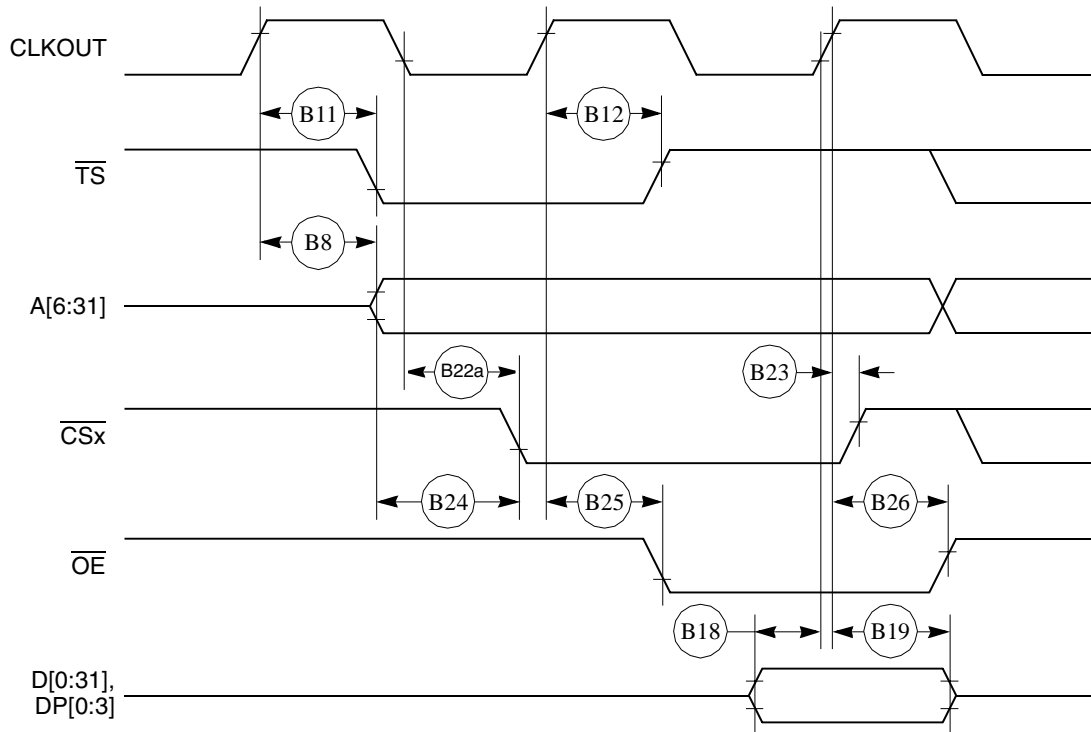 CLKOUT
B11
B12
TS
B8
A[6:31]
B22a
B23
CSx
B24
B25
B26
OE
B18
B19
D[0:31],
DP[0:3]